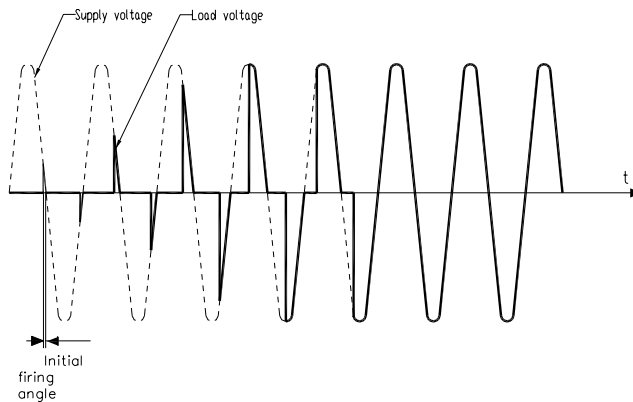 Supply voltage
Load voltage
t
Initial
firing
angle